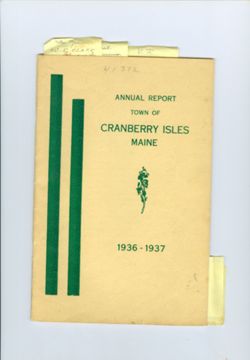 ANNUAL REPORT
TOWN OF
CRANBERRY ISLES
MAINE
1936 - 1937